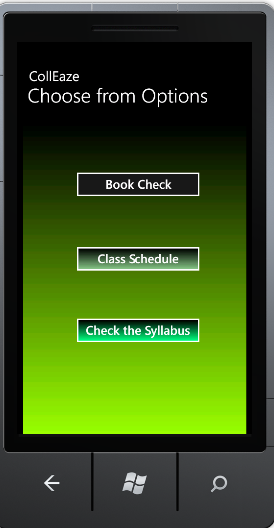 CollEaze
Choose from Options
Book Check
Class Schedule
Check the Syllabus